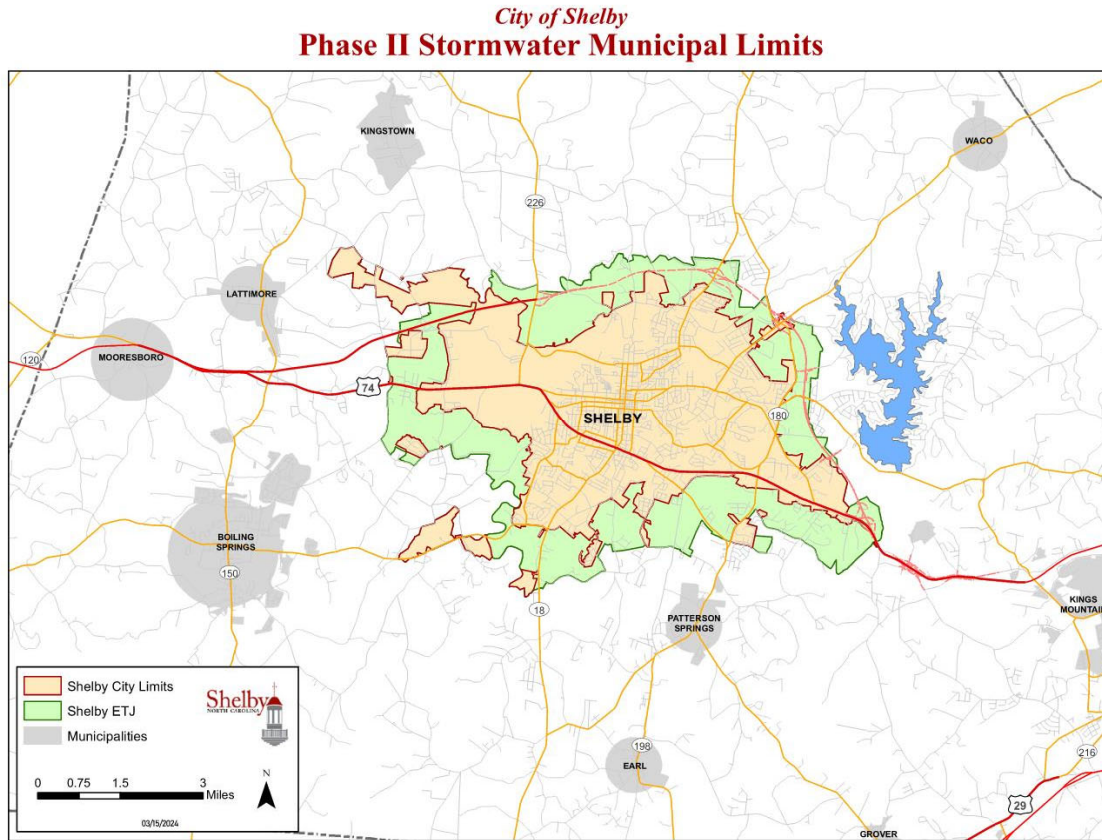 City of Shelby
Phase II Stormwater Municipal Limits
KINGSTOWN
WACO
226
LATTIMORE
MOORESBORO
120
74
SHELBY
180
BOILING
SPRINGS
150
18
PATTERSON
SPRINGS
KINGS
MOUNTAIN
198
EARL
216
29
GROVER
Shelby City Limits
Shelby ETJ
Municipalities
Shelby
NORTH CAROLINA
0 0.75 1.5 3
Miles
N
03/15/2024